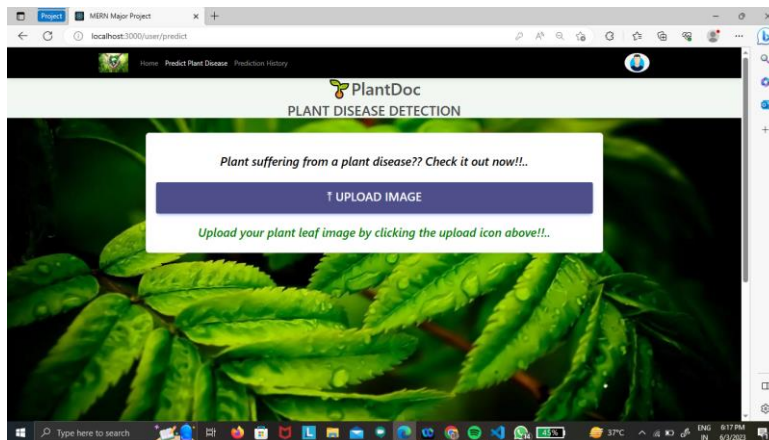 Project
MERN Major Project
localhost:3000/user/predict
Home Predict Plant Disease Prediction History
PlantDoc
PLANT DISEASE DETECTION
Plant suffering from a plant disease?? Check it out now!!..
UPLOAD IMAGE
Upload your plant leaf image by clicking the upload icon above!!..
Type here to search
45%
37°C
ENG 6:17 PM
IN 6/3/2023